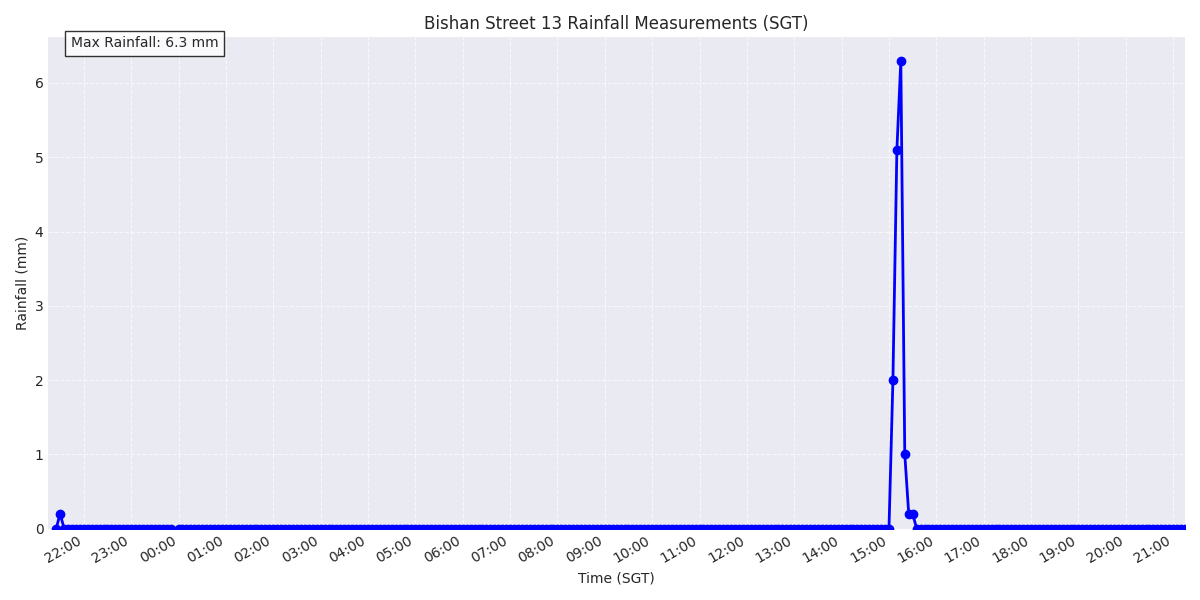 Bishan Street 13 Rainfall Measurements (SGT)
Max Rainfall: 6.3 mm
Rainfall (mm)
6
5
4
3
2
1
0
22:00 23:00 00:00 01:00 02:00 03:00 04:00 05:00 06:00 07:00 08:00 09:00 10:00 11:00 12:00 13:00 14:00 15:00 16:00 17:00 18:00 19:00 20:00 21:00
Time (SGT)